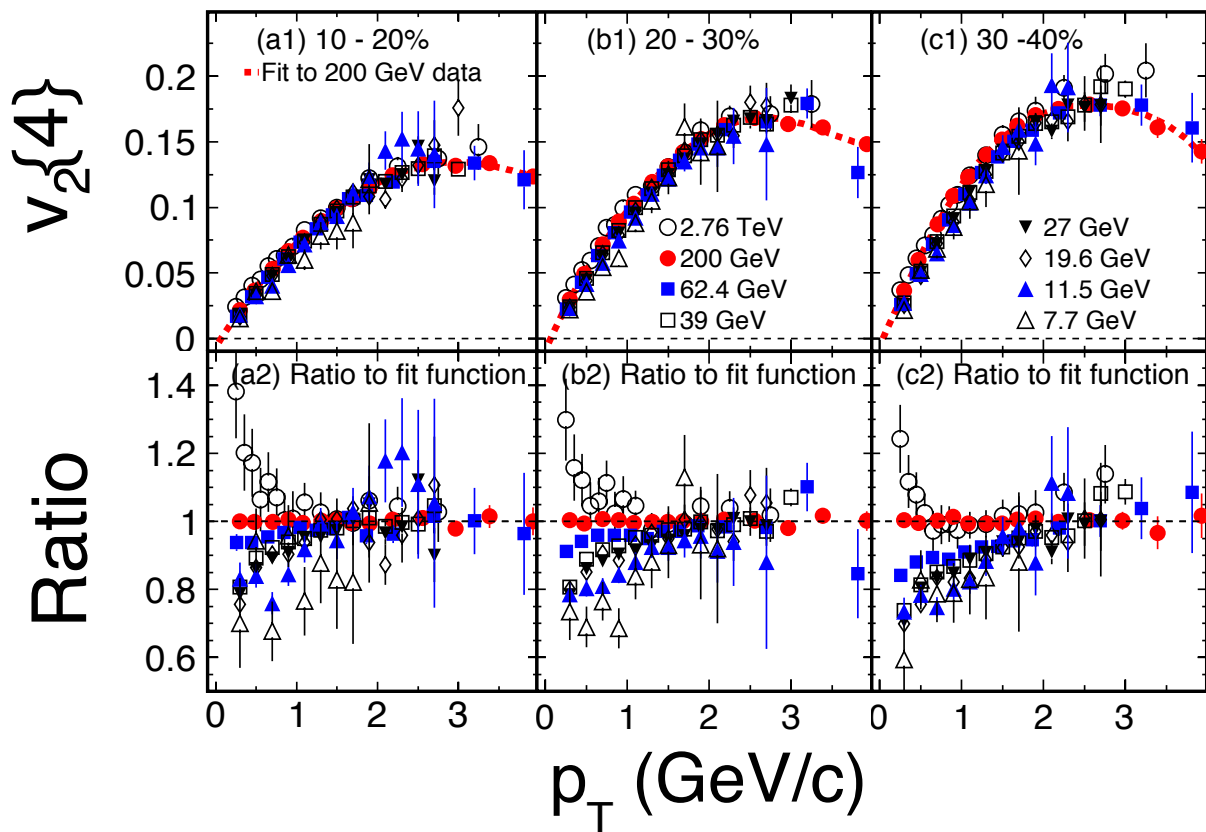 (a1) 10 - 20%
Fit to 200 GeV data
(b1) 20 - 30%
(c1) 30 -40%
v2{4}
0.2
0.15
0.1
0.05
0
2.76 TeV
200 GeV
62.4 GeV
39 GeV
27 GeV
19.6 GeV
11.5 GeV
7.7 GeV
(a2) Ratio to fit function
(b2) Ratio to fit function
(c2) Ratio to fit function
Ratio
1.4
1.2
1
0.8
0.6
0 1 2 3 0 1 2 3 0 1 2 3
pT (GeV/c)